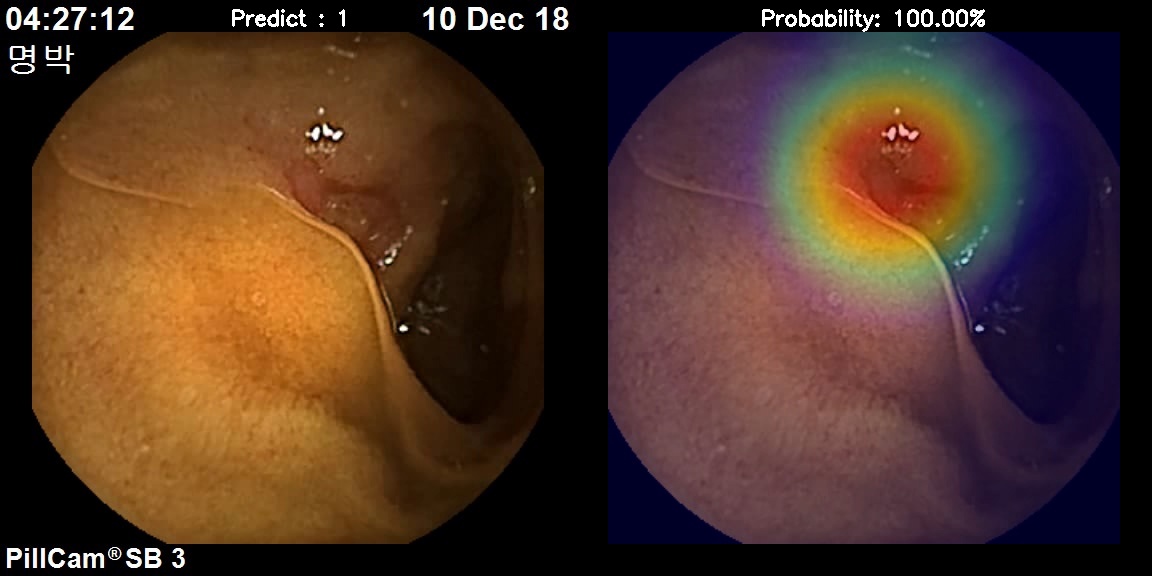 04:27:12
Predict : 1
10 Dec 18
Probability: 100.00%
명박
PillCam® SB 3